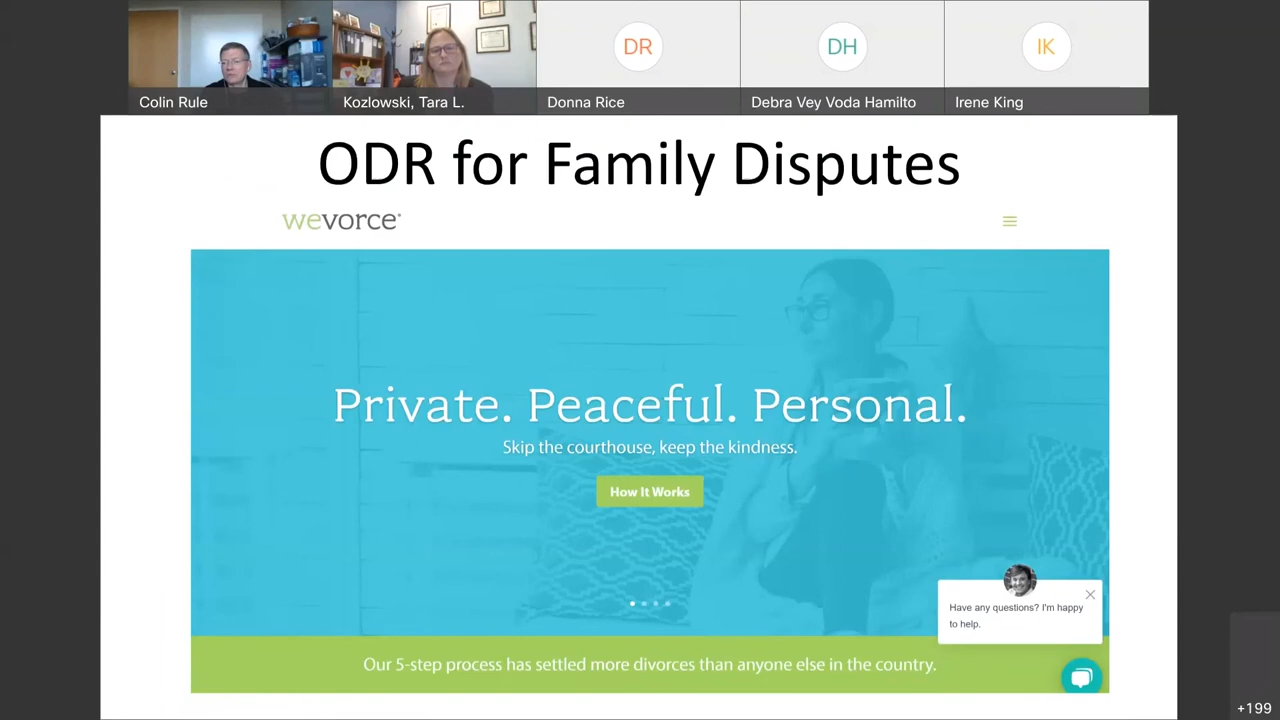 DR
DH
IK
Colin Rule
Kozlowski, Tara L.
Donna Rice
Debra Vey Voda Hamilto
Irene King
ODR for Family Disputes
wevorce®
Private. Peaceful. Personal.
Skip the courthouse, keep the kindness.
How It Works
Have any questions? I'm happy
to help.
Our 5-step process has settled more divorces than anyone else in the country.
+199